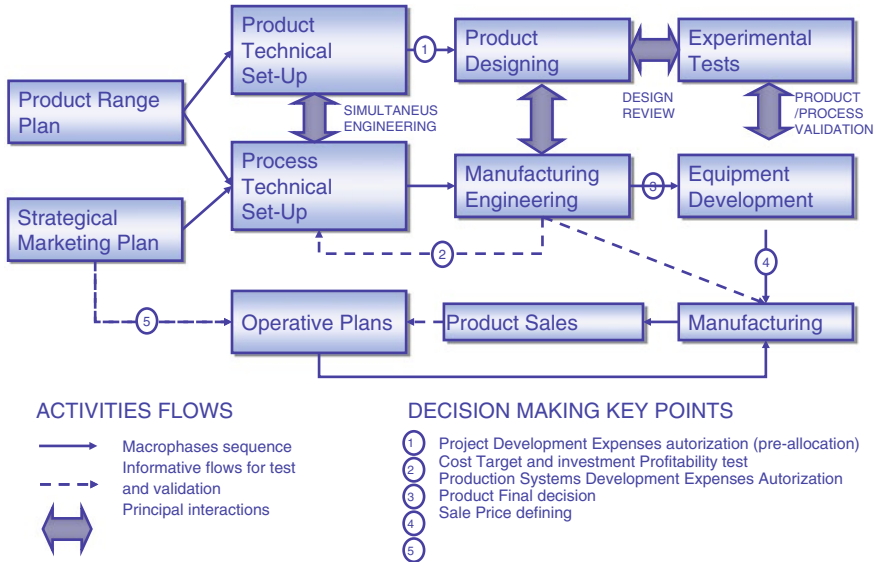 Product
Technical
Set-Up
1
Product
Designing
Experimental
Tests
Product Range
Plan
SIMULTANEUS
ENGINEERING
DESIGN
REVIEW
PRODUCT
/PROCESS
VALIDATION
Process
Technical
Set-Up
Manufacturing
Engineering
3
Equipment
Development
Strategical
Marketing Plan
2
4
5
Operative Plans
Product Sales
Manufacturing
ACTIVITIES FLOWS
Macrophases sequence
Informative flows for test
and validation
Principal interactions
DECISION MAKING KEY POINTS
1 Project Development Expenses autorization (pre-allocation)
2 Cost Target and investment Profitability test
Production Systems Development Expenses Autorization
3 Product Final decision
4 Sale Price defining
5